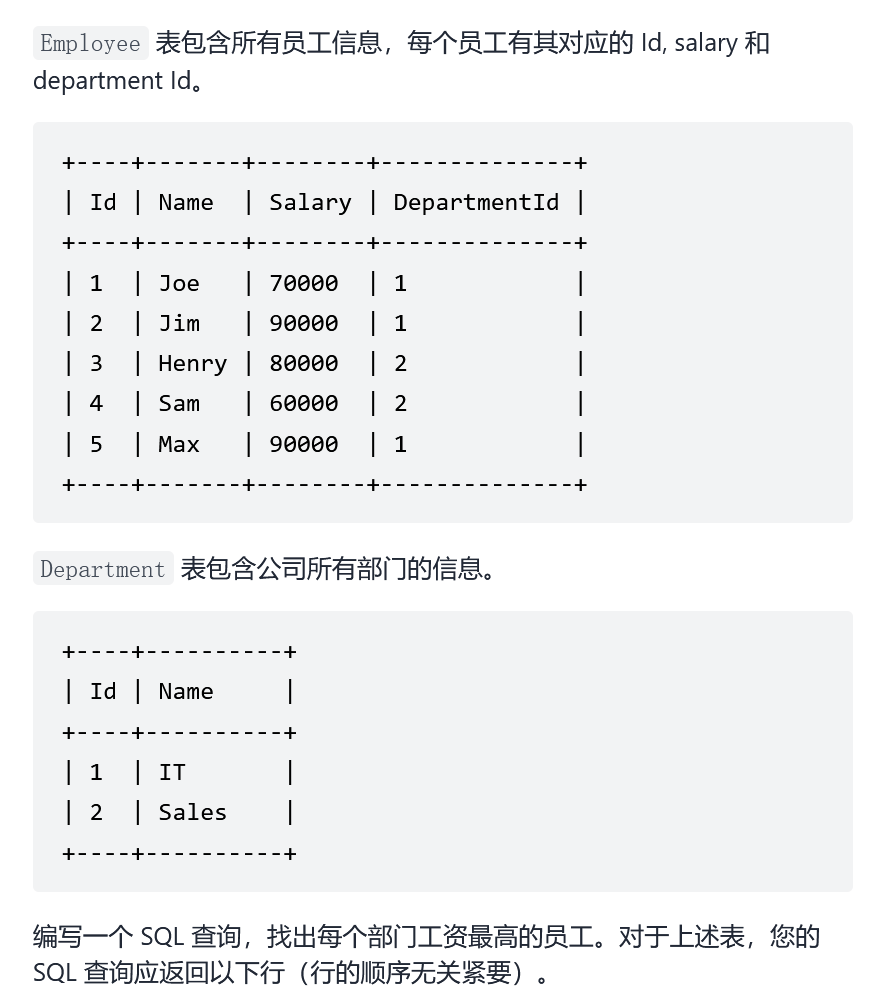 Employee 表包含所有员工信息，每个员工有其对应的 Id, salary 和
department Id。
+----+-------+--------+--------------+
| Id | Name  | Salary | DepartmentId |
+----+-------+--------+--------------+
| 1  | Joe   | 70000  | 1            |
| 2  | Jim   | 90000  | 1            |
| 3  | Henry | 80000  | 2            |
| 4  | Sam   | 60000  | 2            |
| 5  | Max   | 90000  | 1            |
+----+-------+--------+--------------+
Department 表包含公司所有部门的信息。
+----+----------+
| Id | Name     |
+----+----------+
| 1  | IT       |
| 2  | Sales    |
+----+----------+
编写一个 SQL 查询，找出每个部门工资最高的员工。对于上述表，您的
SQL 查询应返回以下行（行的顺序无关紧要）。